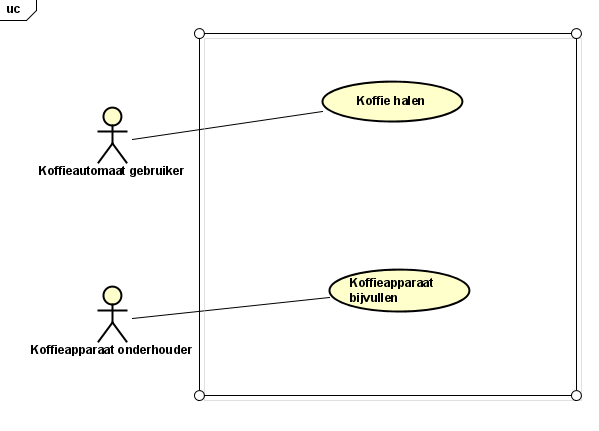 uc
Koffie halen
Koffieautomaat gebruiker
Koffieapparaat
bijvullen
Koffieapparaat onderhouder